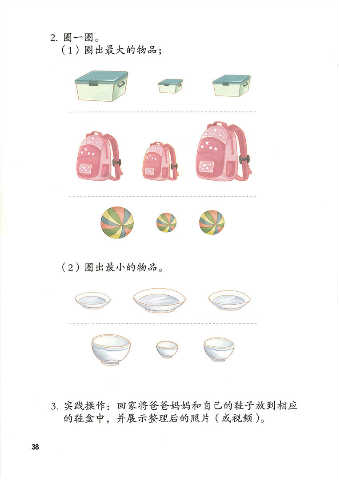 2. 圈一圈。
（1）圈出最大的物品；
（2）圈出最小的物品。
3. 实践操作：回家将爸爸妈妈和自己的鞋子放到相应
的鞋盒中，并展示整理后的照片（或视频）。
38